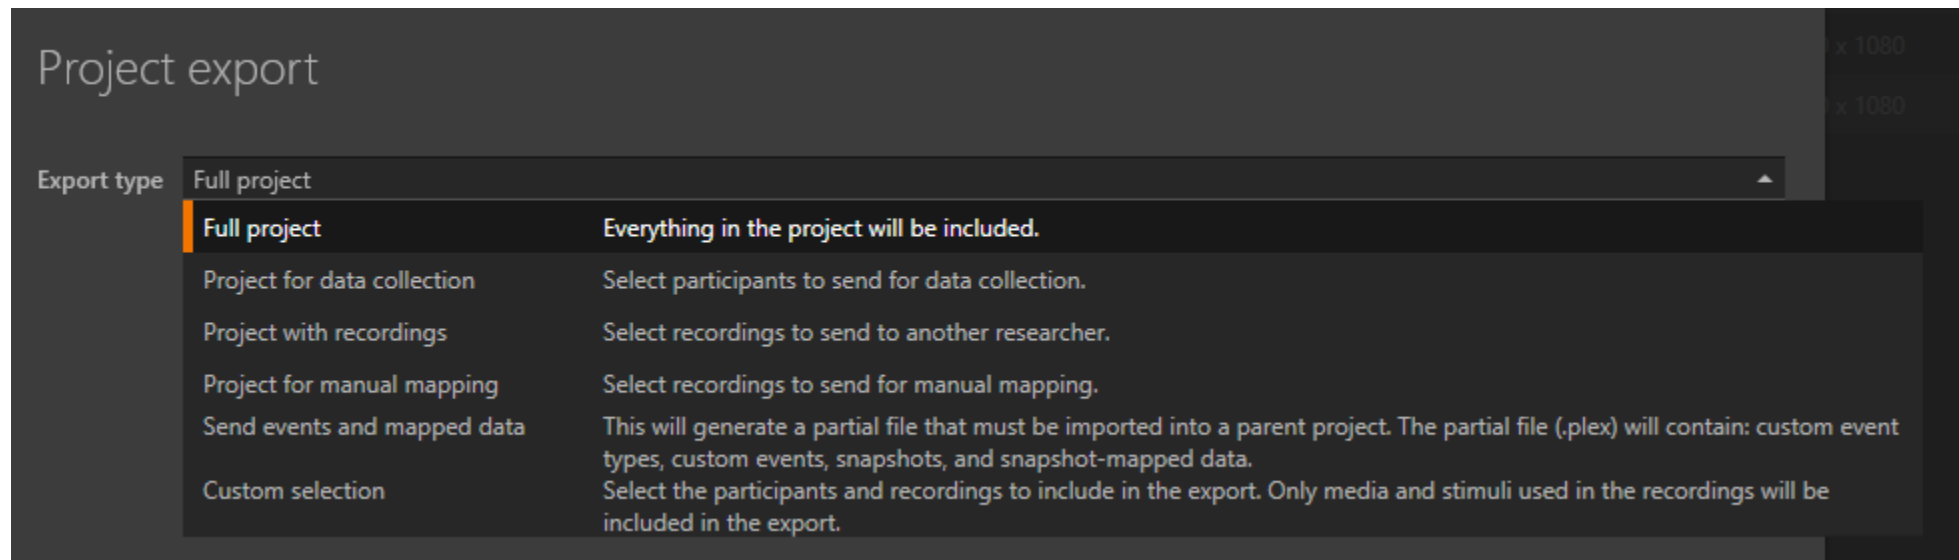 Project export
x 1080
x 1080
Export type
Full project
Full project
Everything in the project will be included.
Project for data collection
Select participants to send for data collection.
Project with recordings
Select recordings to send to another researcher.
Project for manual mapping
Select recordings to send for manual mapping.
Send events and mapped data
This will generate a partial file that must be imported into a parent project. The partial file (.plex) will contain: custom event
types, custom events, snapshots, and snapshot-mapped data.
Custom selection
Select the participants and recordings to include in the export. Only media and stimuli used in the recordings will be
included in the export.